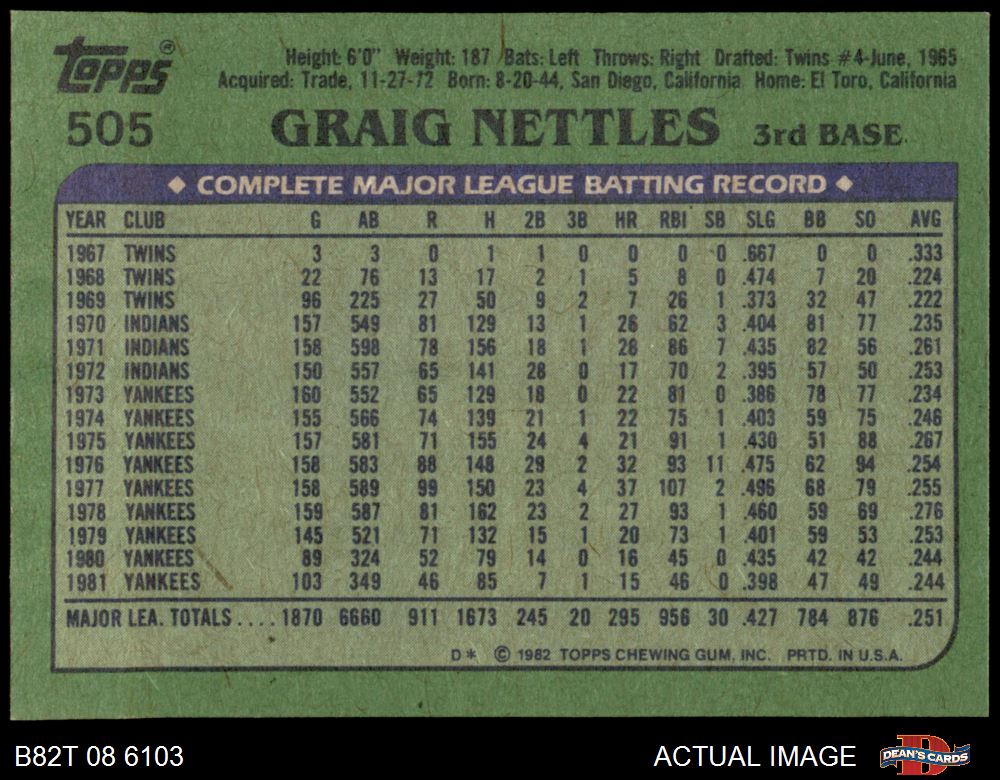 Topps®
Height: 6'0" Weight: 187 Bats: Left Throws: Right Drafted: Twins #4-June, 1965
Acquired: Trade, 11-27-72 Born: 8-20-44, San Diego, California Home: El Toro, California
505 GRAIG NETTLES 3rd BASE
◆ COMPLETE MAJOR LEAGUE BATTING RECORD ◆
YEAR CLUB G AB R H 2B 3B HR RBI SB SLG BB SO AVG
1967 TWINS 3 3 0 1 1 0 0 0 0 .667 0 0 .333
1968 TWINS 22 76 13 17 2 1 5 8 0 .474 7 20 .224
1969 TWINS 96 225 27 50 9 2 7 26 1 .373 32 47 .222
1970 INDIANS 157 549 81 129 13 1 26 62 3 .404 81 77 .235
1971 INDIANS 158 598 78 156 18 1 28 86 7 .435 82 56 .261
1972 INDIANS 150 557 65 141 28 0 17 70 2 .395 57 50 .253
1973 YANKEES 160 552 65 129 18 0 22 81 0 .386 78 77 .234
1974 YANKEES 155 566 74 139 21 1 22 75 1 .403 59 75 .246
1975 YANKEES 157 581 71 155 24 4 21 91 1 .430 51 88 .267
1976 YANKEES 158 583 88 148 29 2 32 93 11 .475 62 94 .254
1977 YANKEES 158 589 99 150 23 4 37 107 2 .496 68 79 .255
1978 YANKEES 159 587 81 162 23 2 27 93 1 .460 59 69 .276
1979 YANKEES 145 521 71 132 15 1 20 73 1 .401 59 53 .253
1980 YANKEES 89 324 52 79 14 0 16 45 0 .435 42 42 .244
1981 YANKEES 103 349 46 85 7 1 15 46 0 .398 47 49 .244
MAJOR LEA. TOTALS .... 1870 6660 911 1673 245 20 295 956 30 .427 784 876 .251
D* © 1982 TOPPS CHEWING GUM, INC. PRTD. IN U.S.A.
B82T 08 6103 ACTUAL IMAGE DEAN'S CARDS